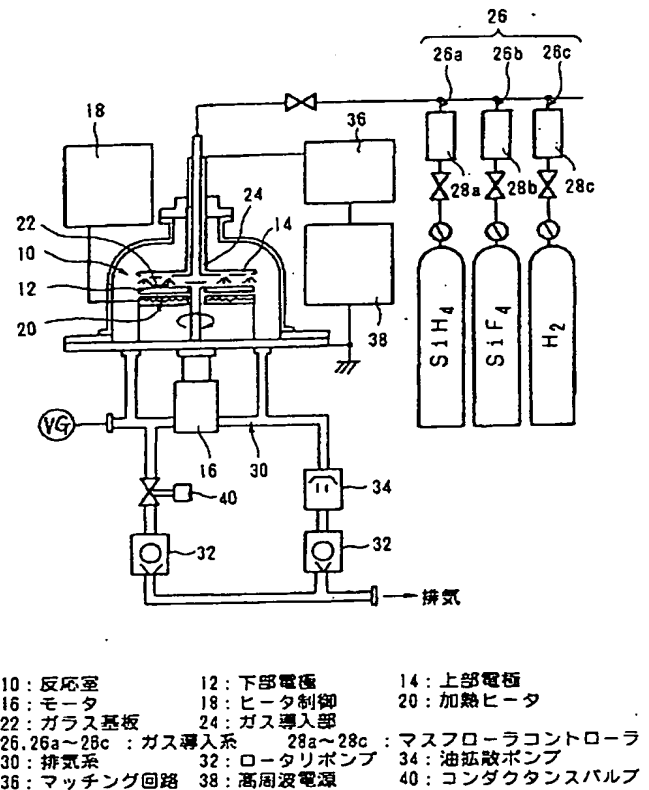 26
26a 26b 26c
18
36
28a 28b 28c
22
24
14
10
12
20
38
SiH4
SiF4
H2
VG
16
30
34
40
32
32
排気
10：反応室 12：下部電極 14：上部電極
16：モータ 18：ヒータ制御 20：加熱ヒータ
22：ガラス基板 24：ガス導入部
26.26a～26c ：ガス導入系 28a～28c ：マスフローラコントローラ
30：排気系 32：ロータリポンプ 34：油拡散ポンプ
36：マッチング回路 38：高周波電源 40：コンダクタンスバルブ